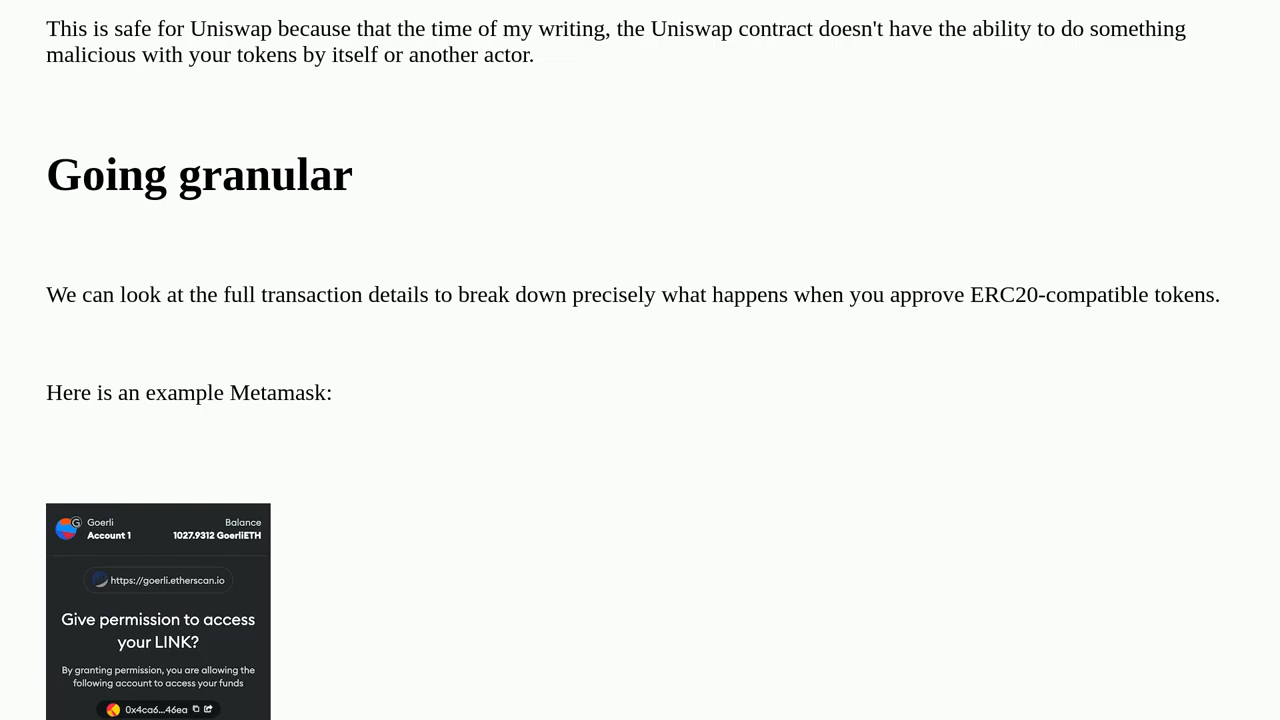 This is safe for Uniswap because that the time of my writing, the Uniswap contract doesn't have the ability to do something
malicious with your tokens by itself or another actor.
Going granular
We can look at the full transaction details to break down precisely what happens when you approve ERC20-compatible tokens.
Here is an example Metamask:
G Goerli Balance
Account 1 1027.9312 GoerliETH
https://goerli.etherscan.io
Give permission to access
your LINK?
By granting permission, you are allowing the
following account to access your funds
0x4ca6...46ea